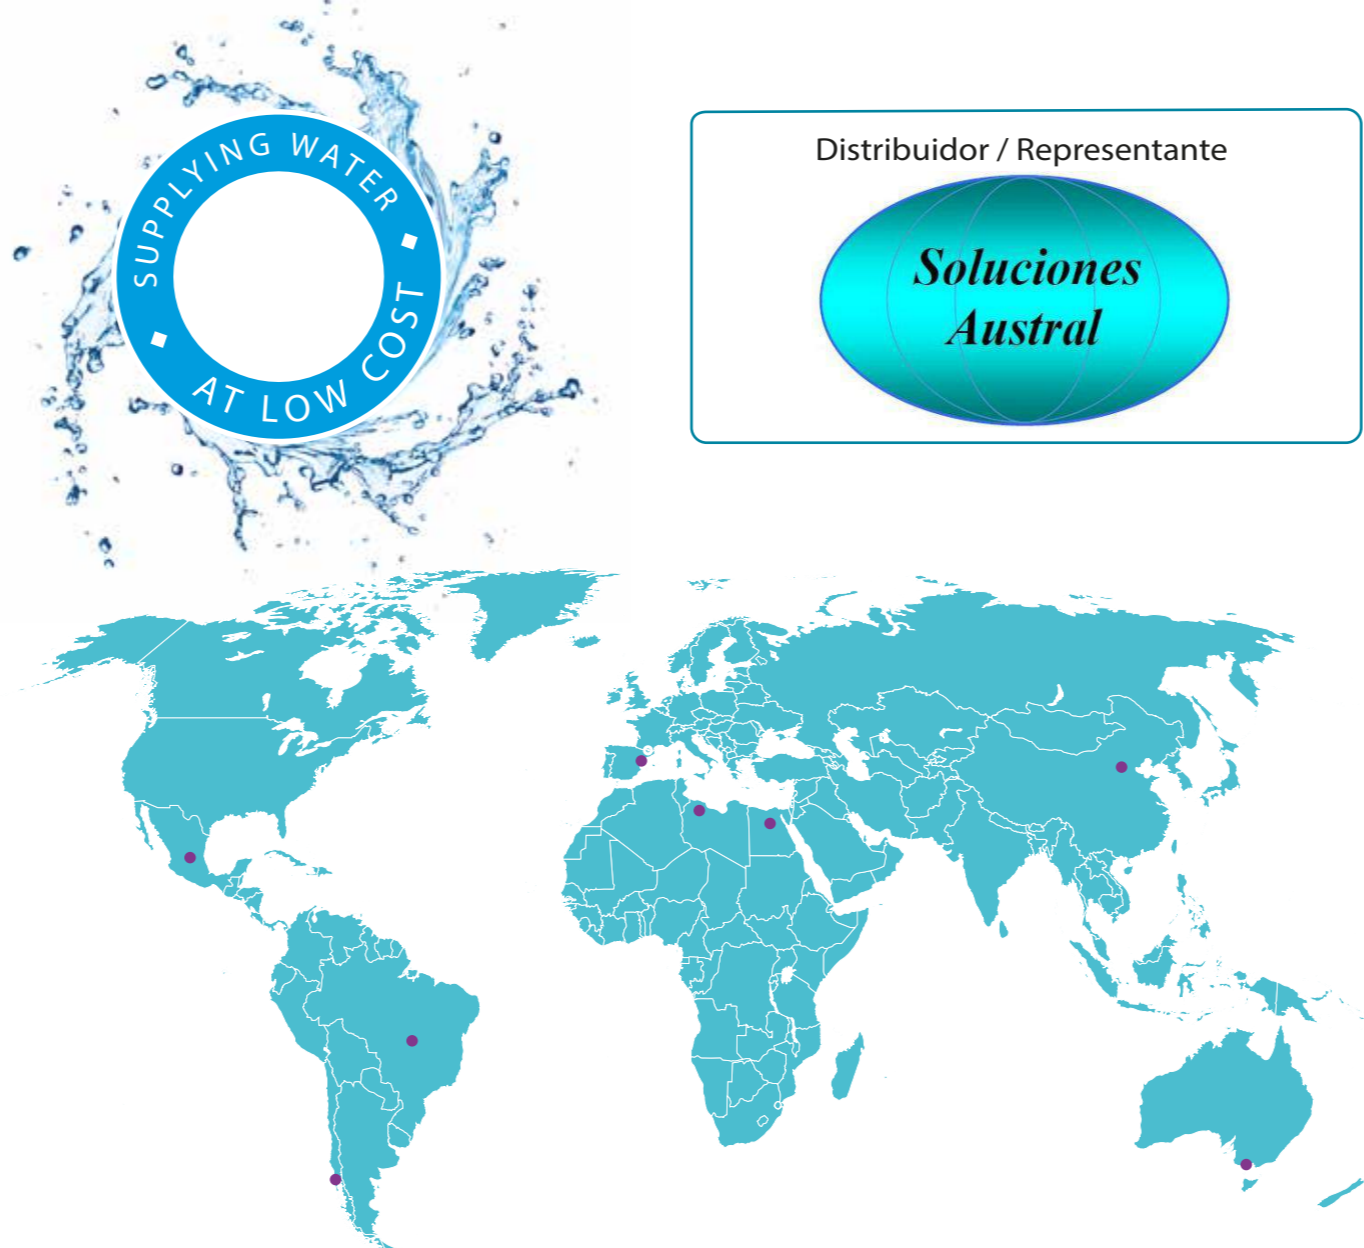 SUPPLYING WATER
AT LOW COST
Distribuidor / Representante
Soluciones
Austral